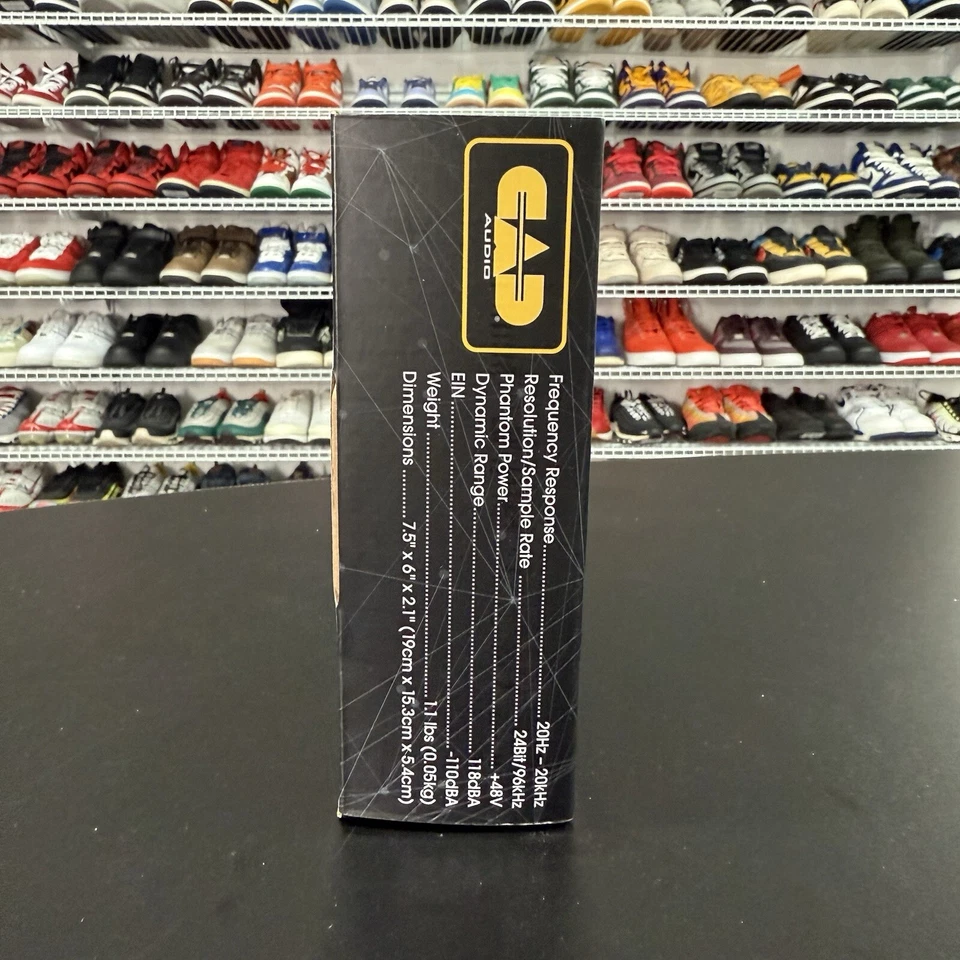 CAD
AUDIO
Frequency Response........ 20Hz – 20kHz
Resolution/Sample Rate ........ 24Bit/96kHz
Phantom Power........ +48V
Dynamic Range........ 118dBA
EIN ........ -110dBA
Weight ........ 1.1 lbs (0.05kg)
Dimensions ........ 7.5" x 6" x 2.1" (19cm x 15.3cm x 5.4cm)